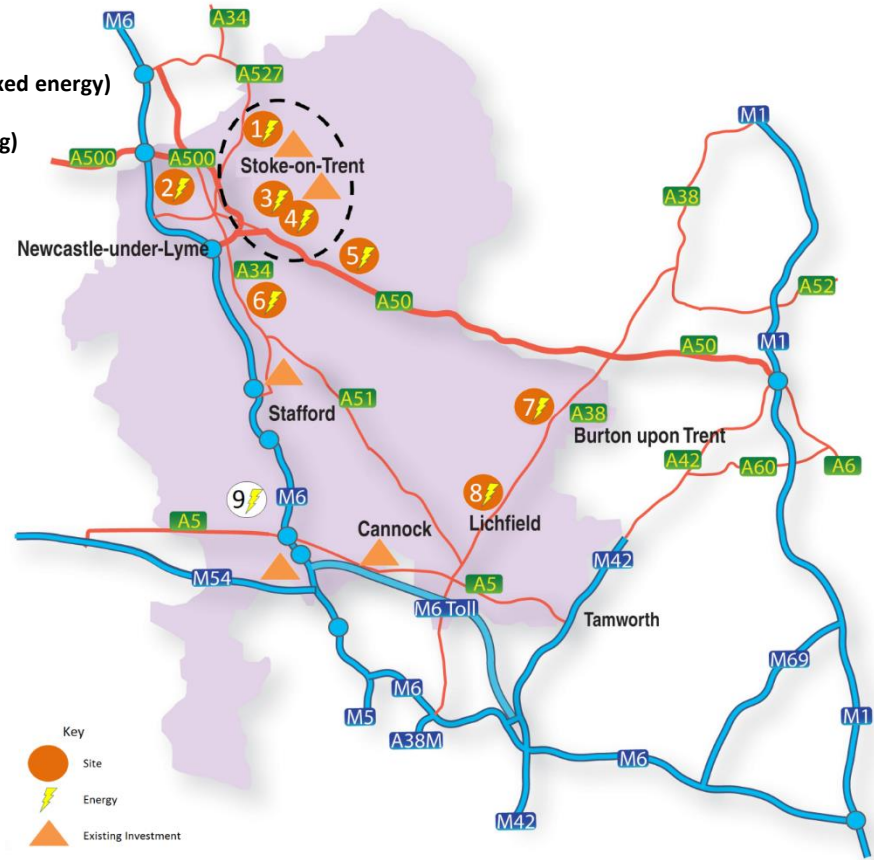 M6
A34
xed energy)
A527
g)
M1
1
Stoke-on-Trent
A500
A500
2
A38
3
4
Newcastle-under-Lyme
5
A34
6
A50
A52
M1
A50
A51
7
A38
Stafford
Burton upon Trent
A42
A60
A6
9
M6
8
Lichfield
A5
Cannock
M42
M54
A5
M6 Toll
Tamworth
M69
M6
M5
M1
A38M
Key
M6
Site
Energy
M42
Existing Investment